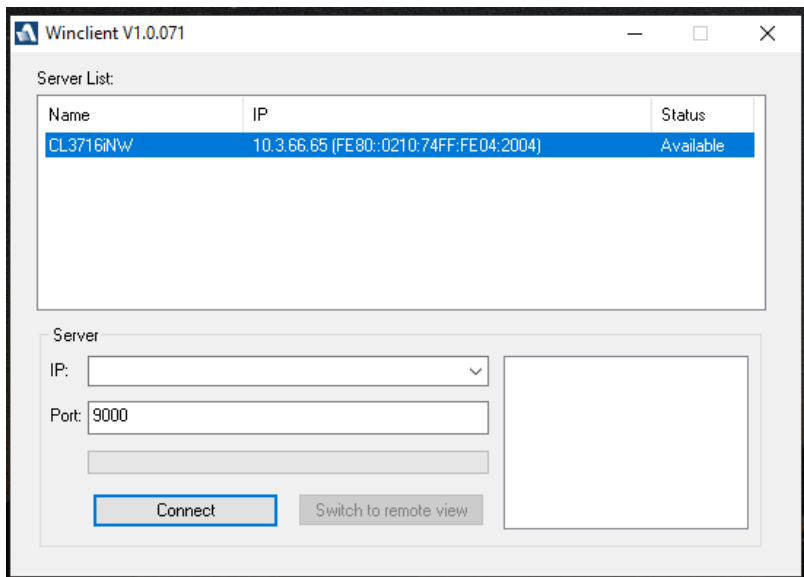 Winclient V1.0.071
Server List:
Name IP Status
CL3716iNW 10.3.66.65 (FE80::0210:74FF:FE04:2004) Available
Server
IP:
Port: 9000
Connect Switch to remote view